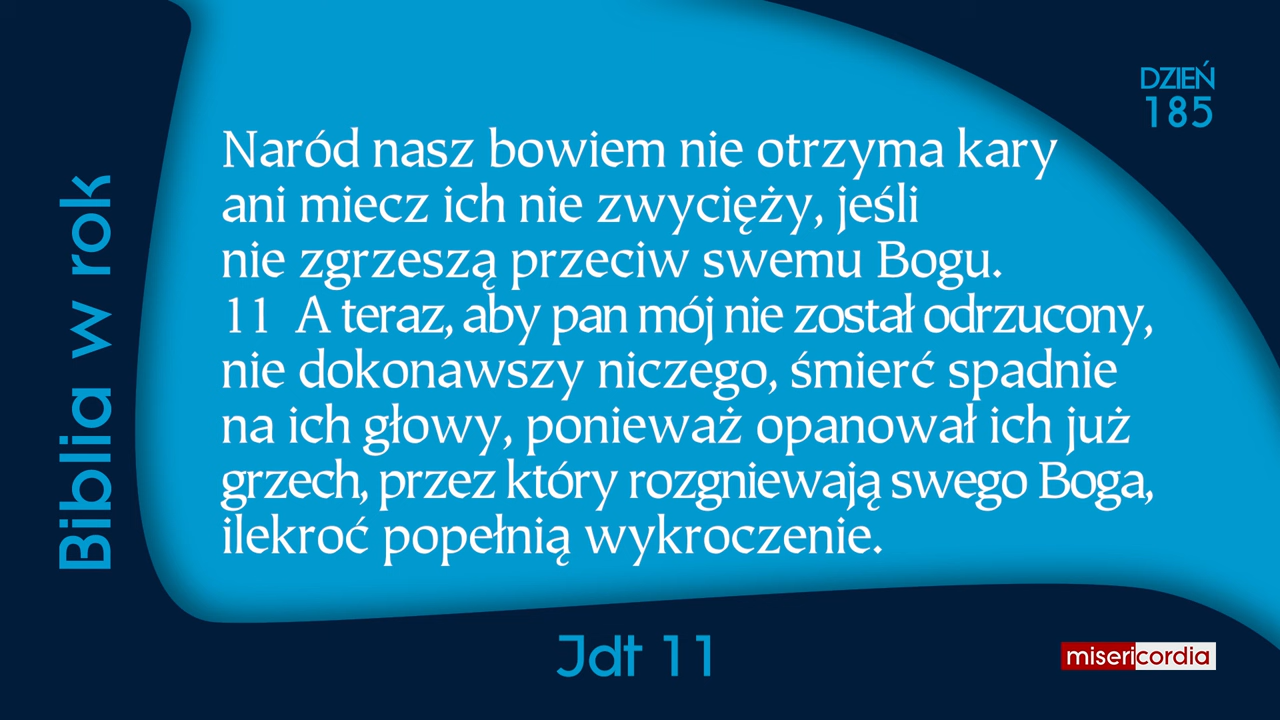 DZIEŃ
185
Naród nasz bowiem nie otrzyma kary
ani miecz ich nie zwycięży, jeśli
nie zgrzeszą przeciw swemu Bogu.
11 A teraz, aby pan mój nie został odrzucony,
nie dokonawszy niczego, śmierć spadnie
na ich głowy, ponieważ opanował ich już
grzech, przez który rozgniewają swego Boga,
ilekroć popełnią wykroczenie.
Biblia w rok
Jdt 11
misericordia